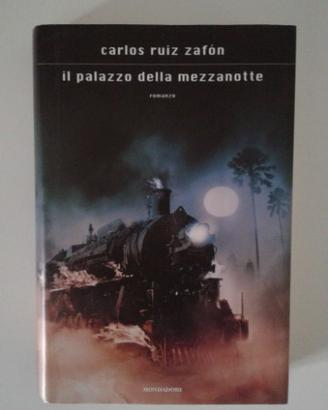 carlos ruiz zafón
il palazzo della mezzanotte
romanzo
MONDADORI